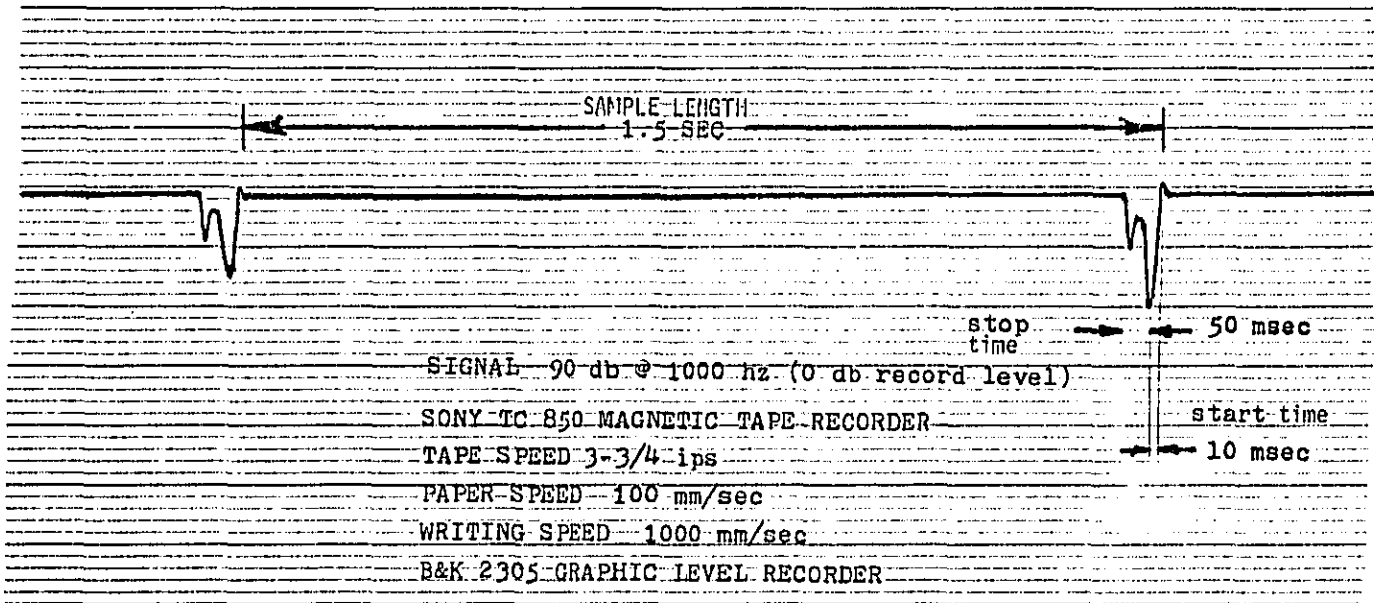 SAMPLE LENGTH
1.5 SEC
stop
time
50 msec
SIGNAL 90 db @ 1000 hz (0 db record level)
SONY TC 850 MAGNETIC TAPE RECORDER
start time
TAPE SPEED 3-3/4 ips
10 msec
PAPER SPEED 100 mm/sec
WRITING SPEED 1000 mm/sec
B&K 2305 GRAPHIC LEVEL RECORDER